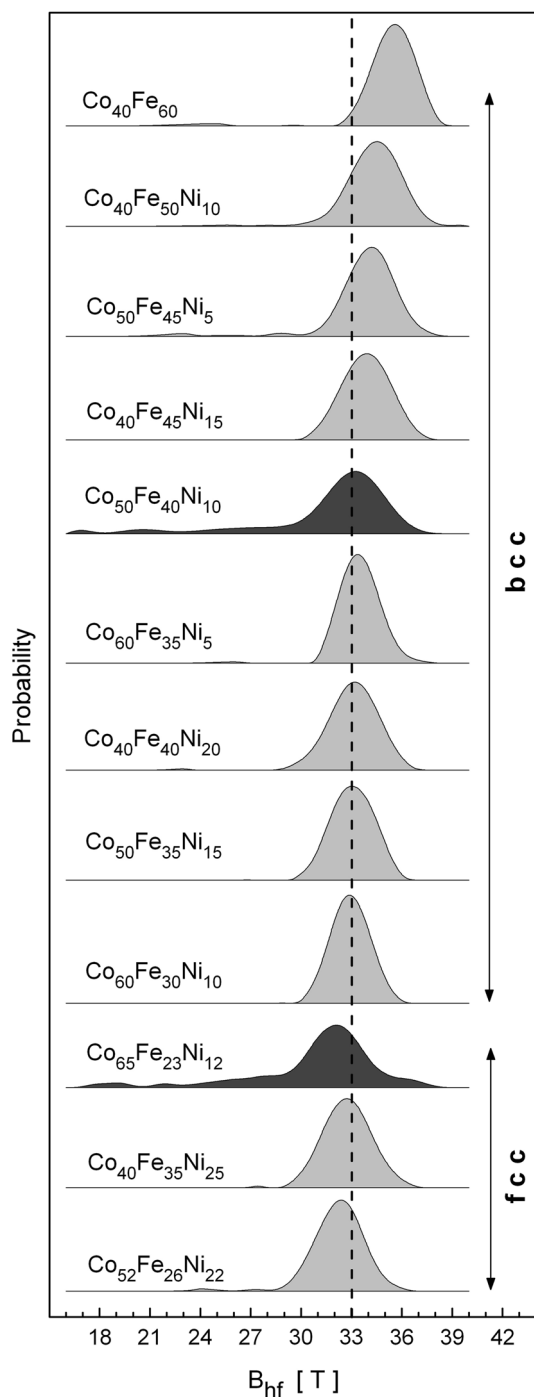 Co40Fe60
Co40Fe50Ni10
Co50Fe45Ni5
Co40Fe45Ni15
Co50Fe40Ni10
Co60Fe35Ni5
Co40Fe40Ni20
Co50Fe35Ni15
Co60Fe30Ni10
Co65Fe23Ni12
Co40Fe35Ni25
Co52Fe26Ni22
Probability
b c c
f c c
18 21 24 27 30 33 36 39 42
Bhf [ T ]